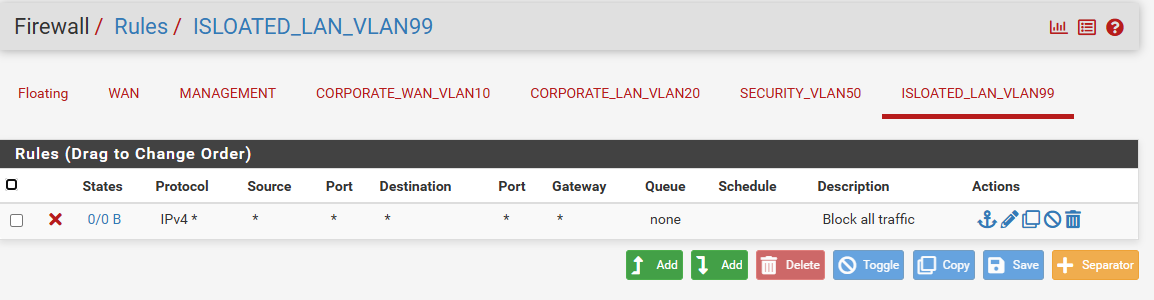 Firewall / Rules / ISLOATED_LAN_VLAN99
Floating WAN MANAGEMENT CORPORATE_WAN_VLAN10 CORPORATE_LAN_VLAN20 SECURITY_VLAN50 ISLOATED_LAN_VLAN99
Rules (Drag to Change Order)
States Protocol Source Port Destination Port Gateway Queue Schedule Description Actions
0/0 B IPv4 * * * * * * none Block all traffic
Add Add Delete Toggle Copy Save Separator